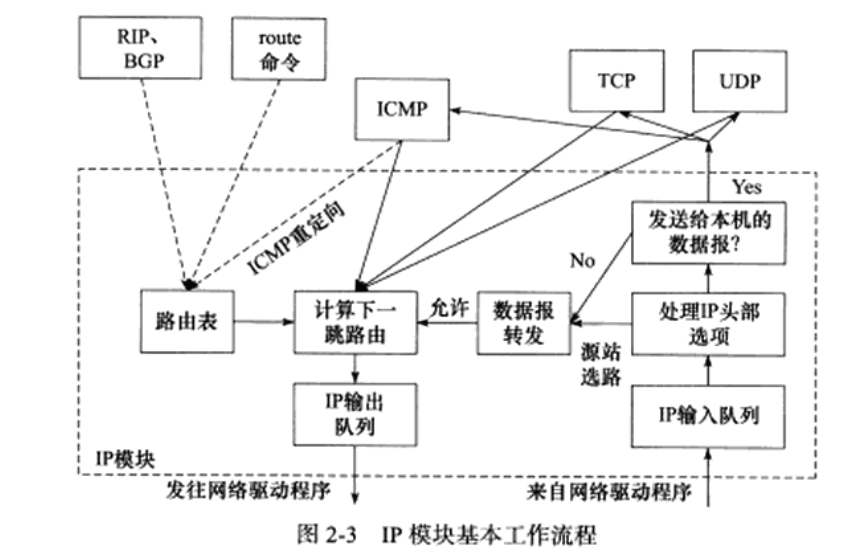 RIP、
BGP
route
命令
ICMP
TCP
UDP
Yes
发送给本机的
数据报？
No
ICMP重定向
路由表
计算下一
跳路由
允许
数据报
转发
处理IP头部
选项
源站
选路
IP输出
队列
IP输入队列
IP模块
发往网络驱动程序
来自网络驱动程序
图 2-3 IP 模块基本工作流程